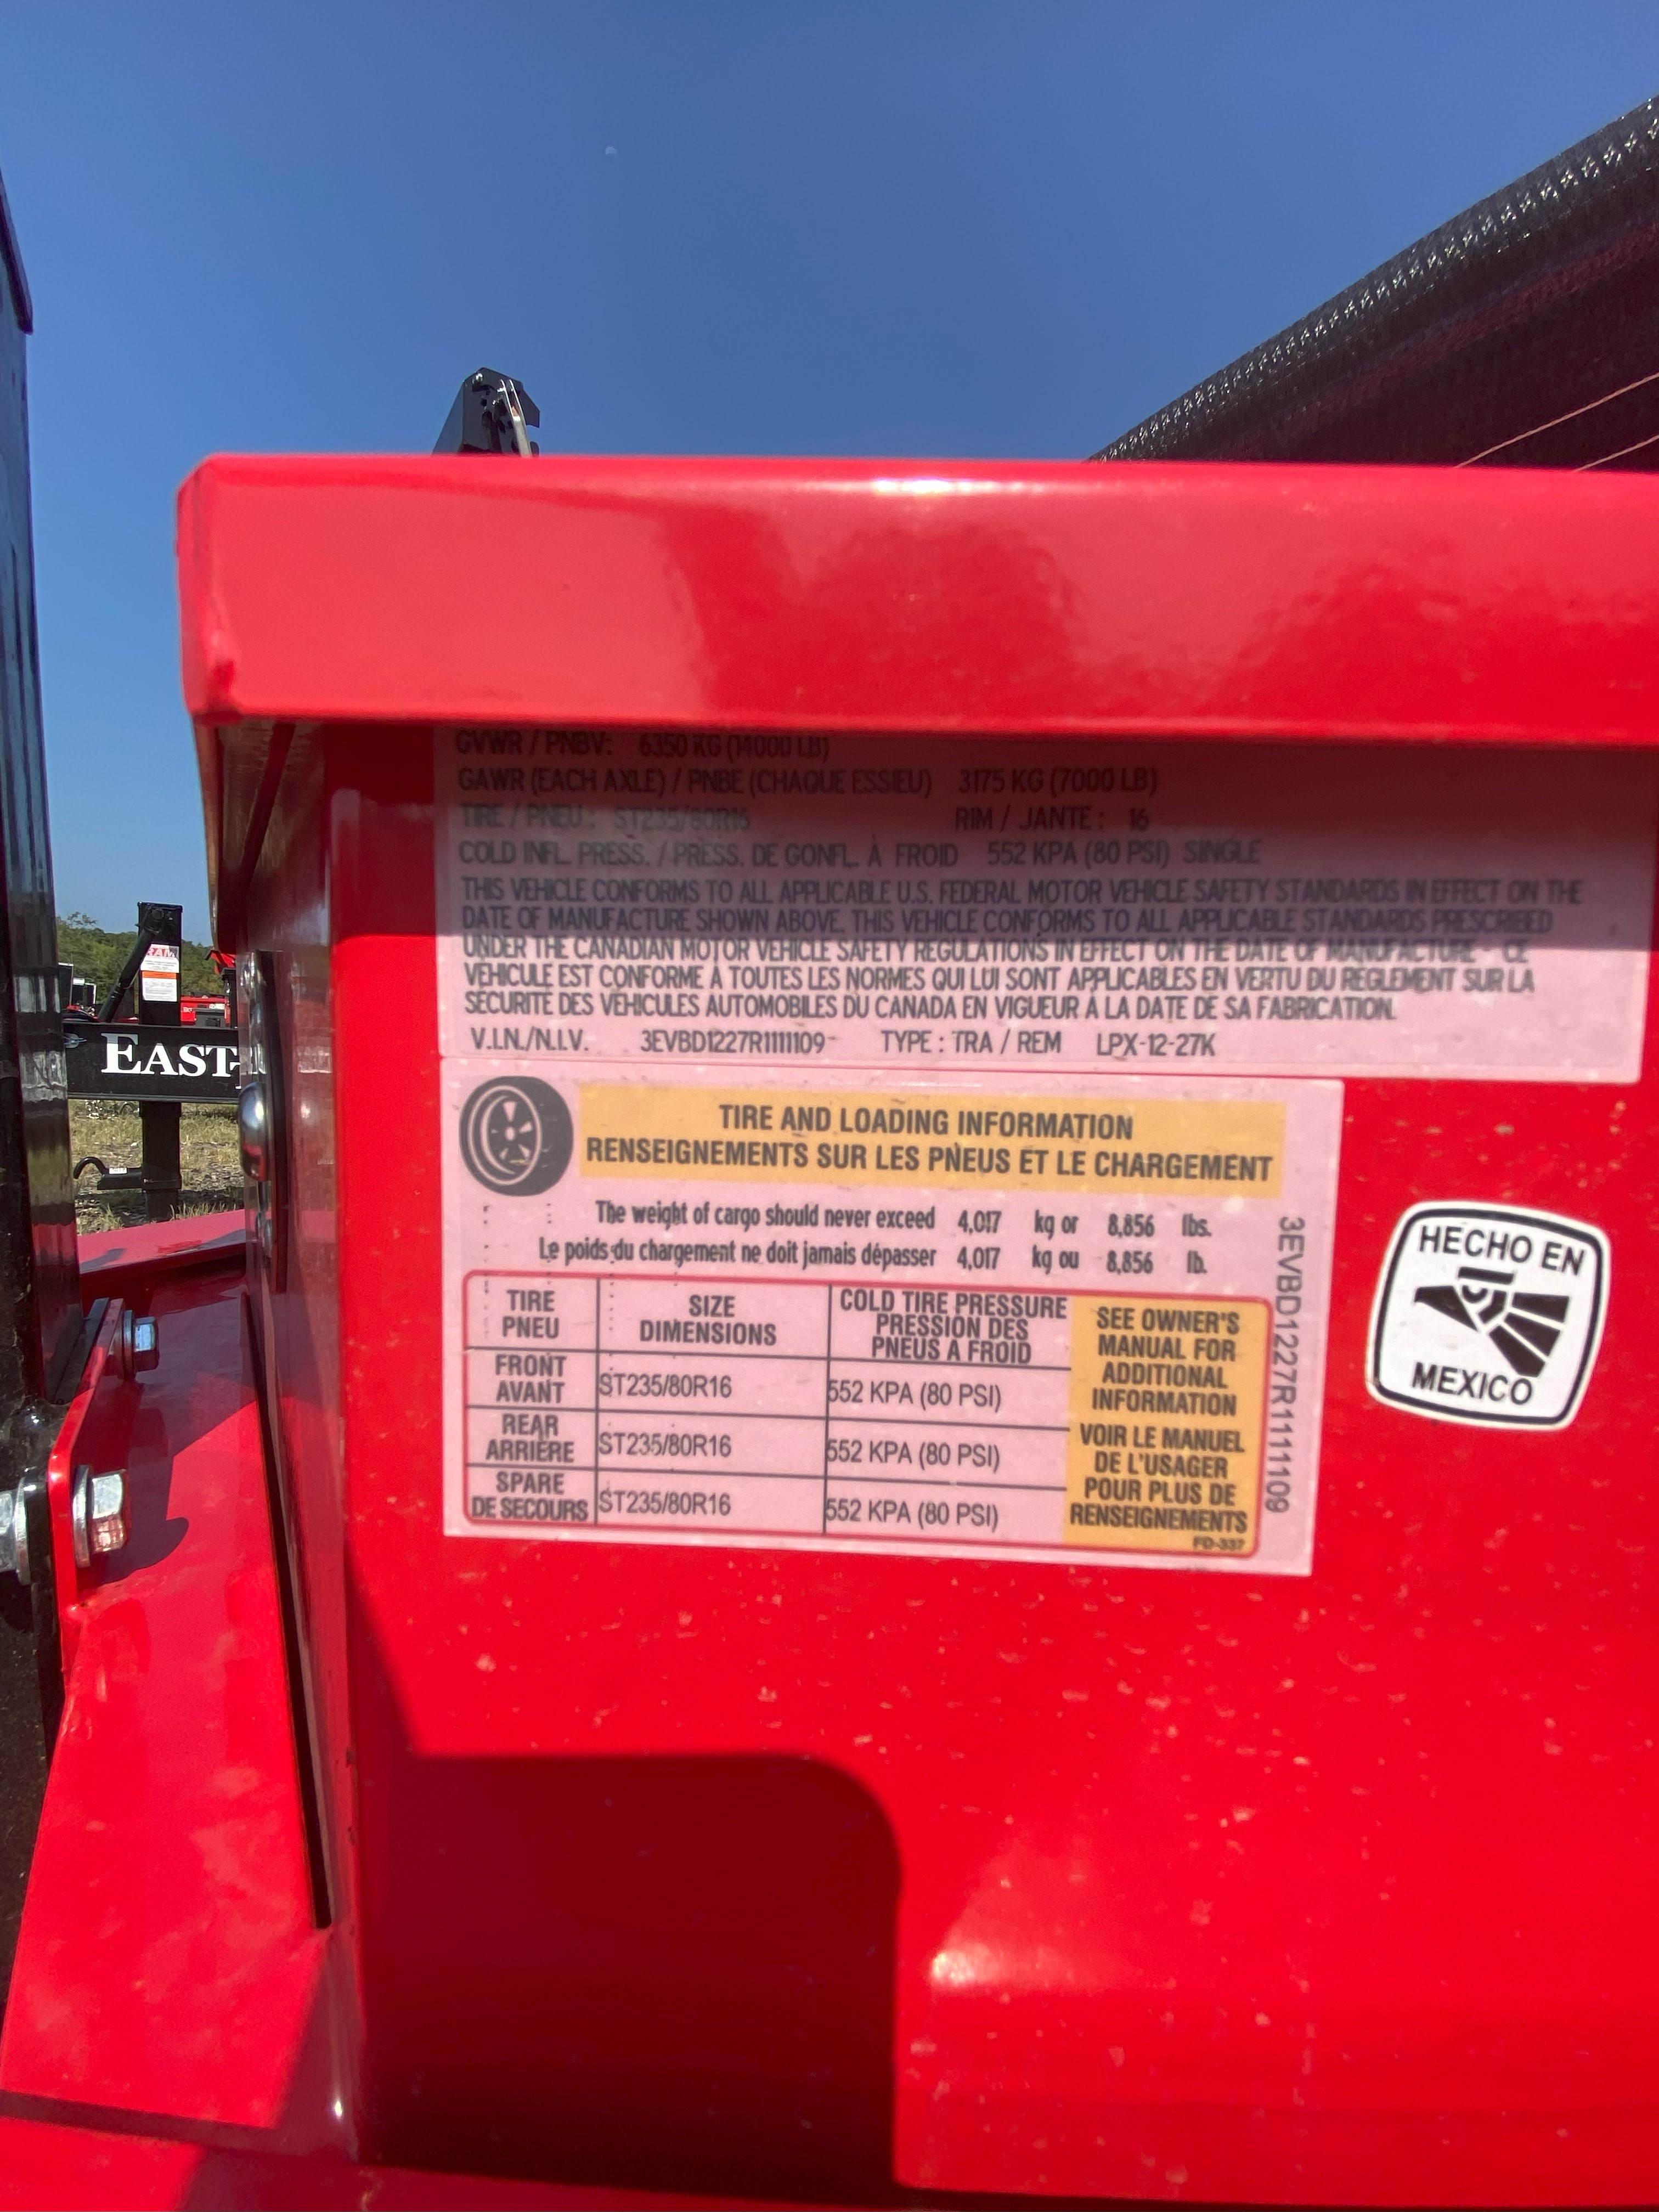 GVWR / PNBV: 6350 KG (14000 LB)
GAWR (EACH AXLE) / PNBE (CHAQUE ESSIEU) 3175 KG (7000 LB)
TIRE / PNEU : ST235/80R16 RIM / JANTE : 16
COLD INFL. PRESS. / PRESS. DE GONFL. À FROID 552 KPA (80 PSI) SINGLE
THIS VEHICLE CONFORMS TO ALL APPLICABLE U.S. FEDERAL MOTOR VEHICLE SAFETY STANDARDS IN EFFECT ON THE
DATE OF MANUFACTURE SHOWN ABOVE. THIS VEHICLE CONFORMS TO ALL APPLICABLE STANDARDS PRESCRIBED
UNDER THE CANADIAN MOTOR VEHICLE SAFETY REGULATIONS IN EFFECT ON THE DATE OF MANUFACTURE - CE
VEHICULE EST CONFORME À TOUTES LES NORMES QUI LUI SONT APPLICABLES EN VERTU DU REGLEMENT SUR LA
SECURITÉ DES VÉHICULES AUTOMOBILES DU CANADA EN VIGUEUR À LA DATE DE SA FABRICATION.
V.I.N./N.I.V. 3EVBD1227R1111109 TYPE : TRA / REM LPX-12-27K
TIRE AND LOADING INFORMATION
RENSEIGNEMENTS SUR LES PNEUS ET LE CHARGEMENT
The weight of cargo should never exceed 4,017 kg or 8,856 lbs.
Le poids du chargement ne doit jamais dépasser 4,017 kg ou 8,856 lb.
TIRE
PNEU
SIZE
DIMENSIONS
COLD TIRE PRESSURE
PRESSION DES
PNEUS A FROID
FRONT
AVANT
ST235/80R16
552 KPA (80 PSI)
REAR
ARRIÈRE
ST235/80R16
552 KPA (80 PSI)
SPARE
DE SECOURS
ST235/80R16
552 KPA (80 PSI)
SEE OWNER'S
MANUAL FOR
ADDITIONAL
INFORMATION
VOIR LE MANUEL
DE L'USAGER
POUR PLUS DE
RENSEIGNEMENTS
FO-337
3EVBD1227R1111109
HECHO EN
MEXICO
EAST